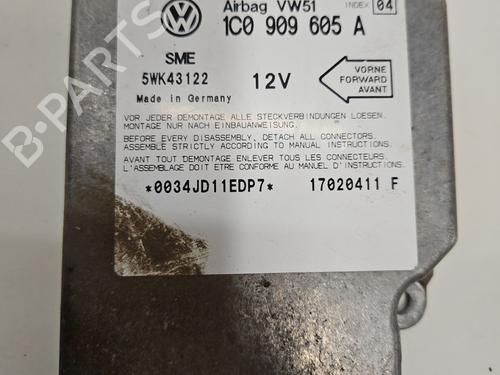 Airbag VW51 INDEX 04
1C0 909 605 A
SME
5WK43122 12V
Made in Germany
VORNE
FORWARD
AVANT
VOR JEDER DEMONTAGE ALLE STECKVERBINDUNGEN LOESEN.
MONTAGE NUR NACH EINBAUANWEISUNG.
BEFORE EVERY DISASSEMBLY, DETACH ALL CONNECTORS.
ASSEMBLE STRICTLY ACCORDING TO MANUAL INSTRUCTIONS.
AVANT TOUT DEMONTAGE ENLEVER TOUS LES CONNECTEURS.
L'ASSEMBLAGE DOIT ETRE CONFORME AU MANUEL D'INSTRUCTIONS.
*0034JD11EDP7* 17020411 F
B-PARTS